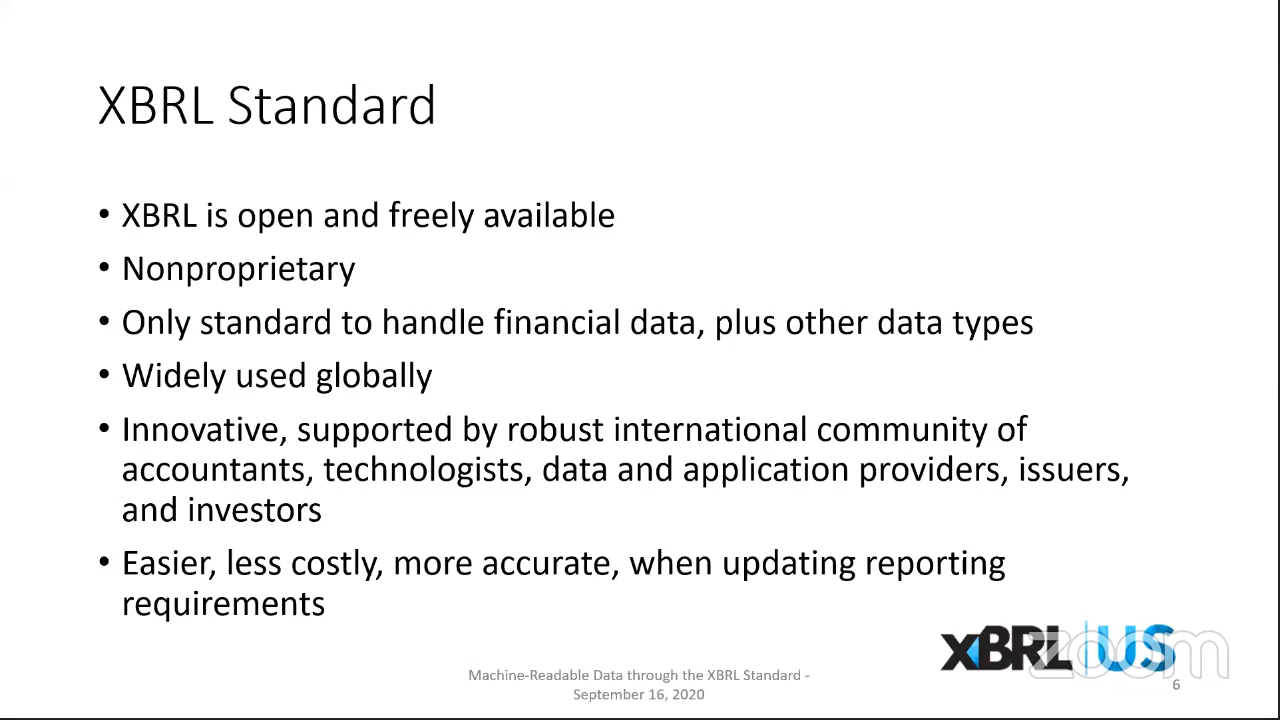 XBRL Standard
• XBRL is open and freely available
• Nonproprietary
• Only standard to handle financial data, plus other data types
• Widely used globally
• Innovative, supported by robust international community of
accountants, technologists, data and application providers, issuers,
and investors
• Easier, less costly, more accurate, when updating reporting
requirements
XBRL US
zoom
Machine-Readable Data through the XBRL Standard -
September 16, 2020
6